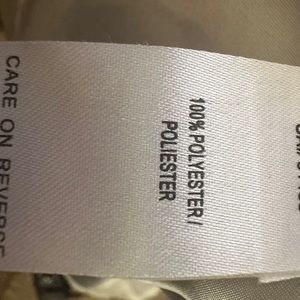 100% POLYESTER /
POLIESTER
CARE ON REVERSE